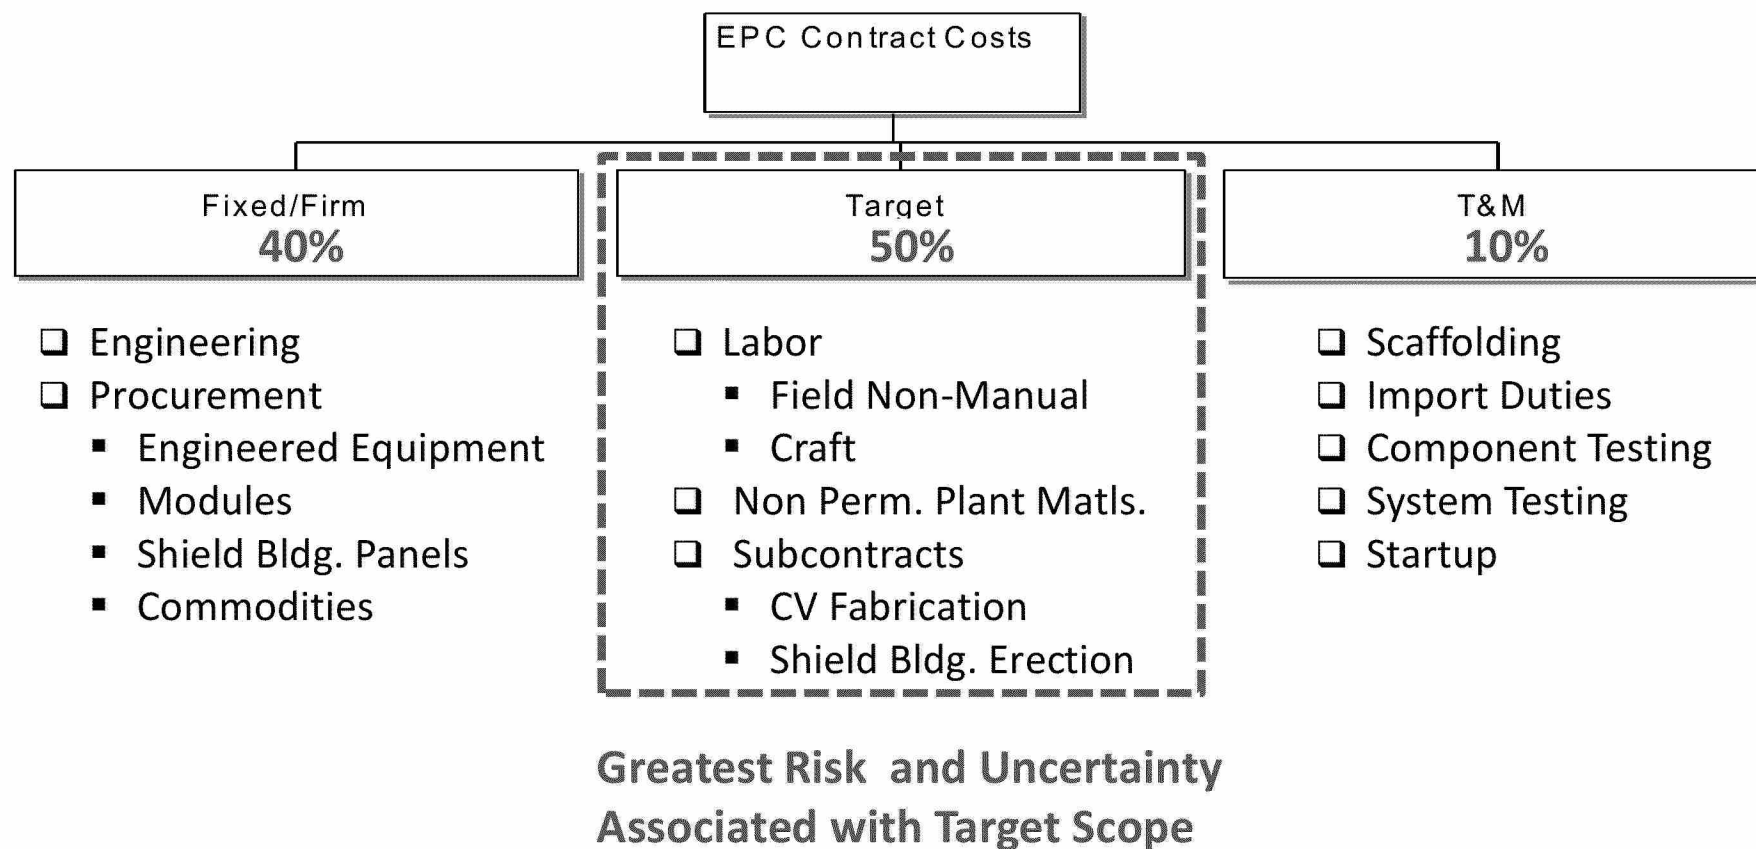 EPC Contract Costs
Fixed/Firm
40%
❑ Engineering
❑ Procurement
▪ Engineered Equipment
▪ Modules
▪ Shield Bldg. Panels
▪ Commodities
Target
50%
❑ Labor
▪ Field Non-Manual
▪ Craft
❑ Non Perm. Plant Matls.
❑ Subcontracts
▪ CV Fabrication
▪ Shield Bldg. Erection
T&M
10%
❑ Scaffolding
❑ Import Duties
❑ Component Testing
❑ System Testing
❑ Startup
Greatest Risk and Uncertainty
Associated with Target Scope